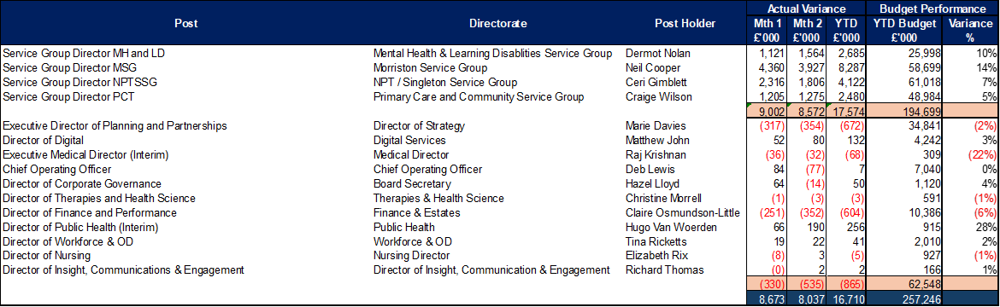 Actual Variance Budget Performance
Post Directorate Post Holder Mth 1 Mth 2 YTD YTD Budget Variance
£'000 £'000 £'000 £'000 %
Service Group Director MH and LD Mental Health & Learning Disablities Service Group Dermot Nolan 1,121 1,564 2,685 25,998 10%
Service Group Director MSG Morriston Service Group Neil Cooper 4,360 3,927 8,287 58,699 14%
Service Group Director NPTSSG NPT / Singleton Service Group Ceri Gimblett 2,316 1,806 4,122 61,018 7%
Service Group Director PCT Primary Care and Community Service Group Craige Wilson 1,205 1,275 2,480 48,984 5%
9,002 8,572 17,574 194,699
Executive Director of Planning and Partnerships Director of Strategy Marie Davies (317) (354) (672) 34,841 (2%)
Director of Digital Digital Services Matthew John 52 80 132 4,242 3%
Executive Medical Director (Interim) Medical Director Raj Krishnan (36) (32) (68) 309 (22%)
Chief Operating Officer Chief Operating Officer Deb Lewis 84 (77) 7 7,040 0%
Director of Corporate Governance Board Secretary Hazel Lloyd 64 (14) 50 1,120 4%
Director of Therapies and Health Science Therapies & Health Science Christine Morrell (1) (3) (3) 591 (1%)
Director of Finance and Performance Finance & Estates Claire Osmundson-Little (251) (352) (604) 10,386 (6%)
Director of Public Health (Interim) Public Health Hugo Van Woerden 66 190 256 915 28%
Director of Workforce & OD Workforce & OD Tina Ricketts 19 22 41 2,010 2%
Director of Nursing Nursing Director Elizabeth Rix (8) 3 (5) 927 (1%)
Director of Insight, Communications & Engagement Director of Insight, Communication & Engagement Richard Thomas (0) 2 2 166 1%
(330) (535) (865) 62,548
8,673 8,037 16,710 257,246